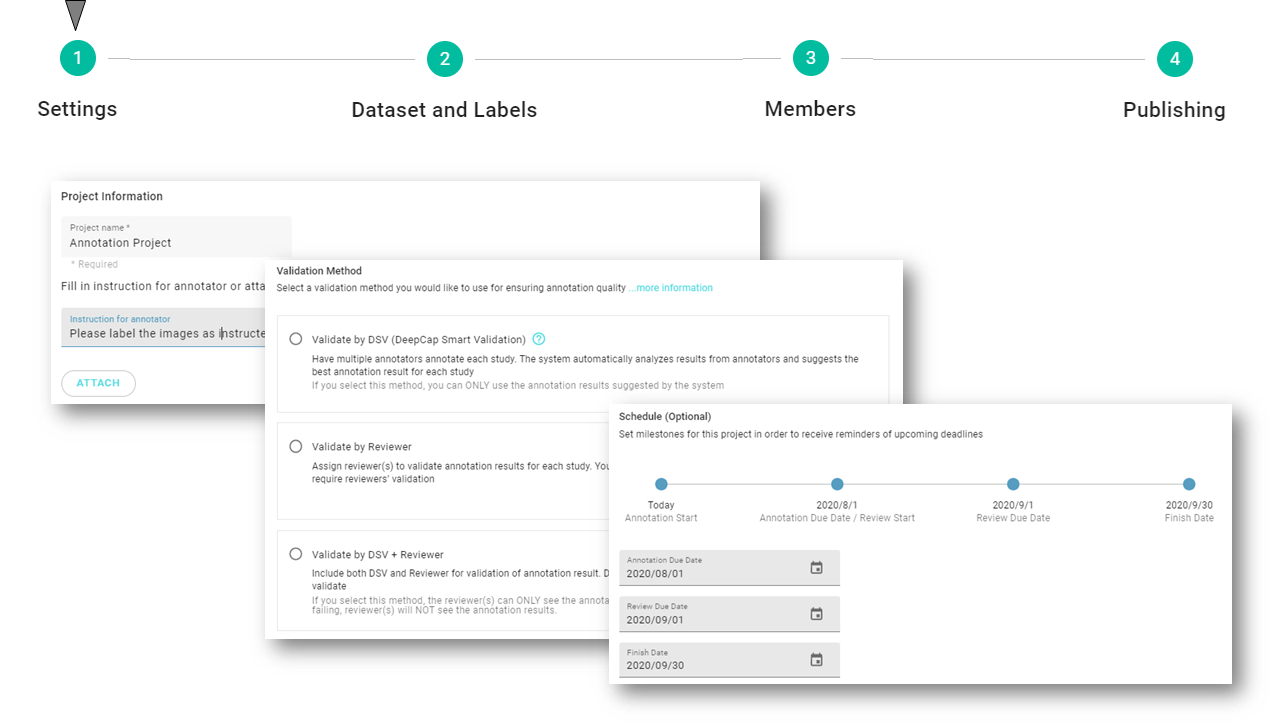 1
2
3
4
Settings
Dataset and Labels
Members
Publishing
Project Information
Project name *
Annotation Project
* Required
Fill in instruction for annotator or
Instruction for annotator
Please label the images as
ATTACH
Validation Method
Select a validation method you would like to use for ensuring annotation quality ...more information
Validate by DSV (DeepCap Smart Validation) ?
Have multiple annotators annotate each study. The system automatically analyzes results from annotators and suggests the
best annotation result for each study
If you select this method, you can ONLY use the annotation results suggested by the system
Validate by Reviewer
Assign reviewer(s) to validate annotation results for each study.
require reviewers' validation
Validate by DSV + Reviewer
Include both DSV and Reviewer for validation of annotation result.
validate
If you select this method, the reviewer(s) can ONLY see the
failing, reviewer(s) will NOT see the annotation results.
Schedule (Optional)
Set milestones for this project in order to receive reminders of upcoming deadlines
Today
2020/8/1
2020/9/1
2020/9/30
Annotation Start
Annotation Due Date / Review Start
Review Due Date
Finish Date
Annotation Due Date
2020/08/01
Review Due Date
2020/09/01
Finish Date
2020/09/30